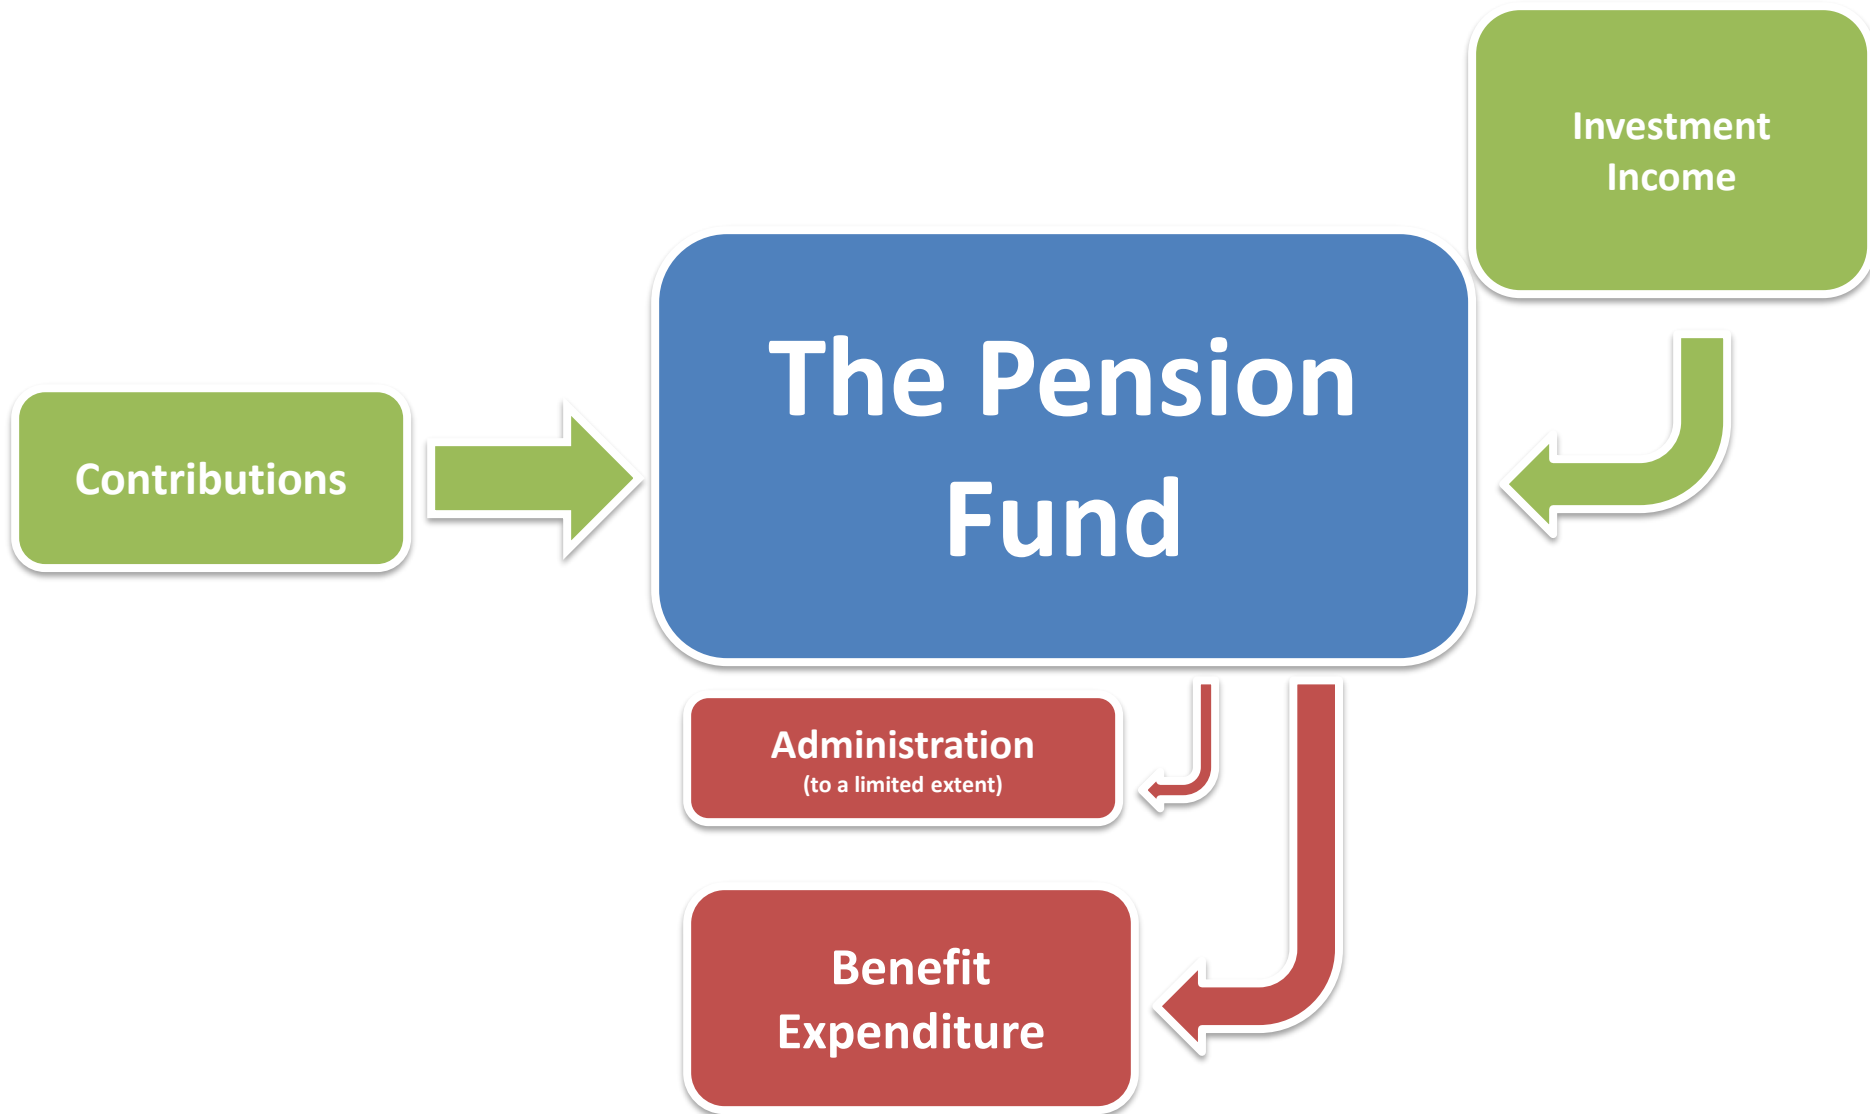 Investment
Income
The Pension
Fund
Contributions
Administration
(to a limited extent)
Benefit
Expenditure